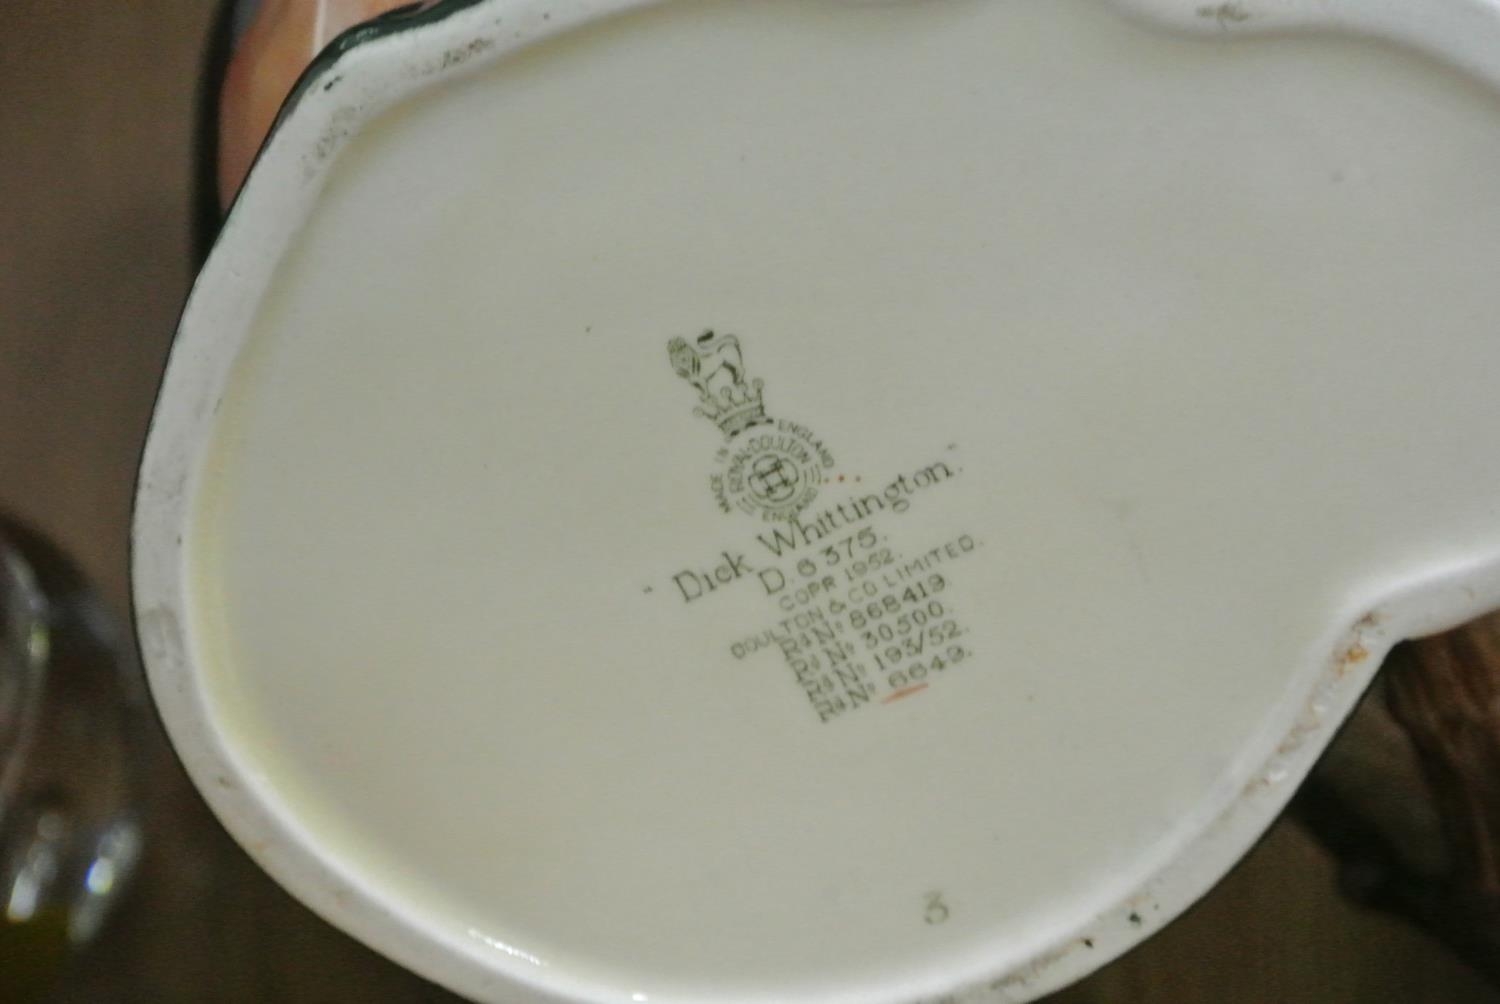 MADE IN ENGLAND
ROYAL-DOULTON
ENGLAND
"Dick Whittington."
D. 6375.
COPR 1952.
DOULTON & CO LIMITED.
Rd No 868419
Rd No 30500.
Rd No 193/52.
Rd No 6649.
3